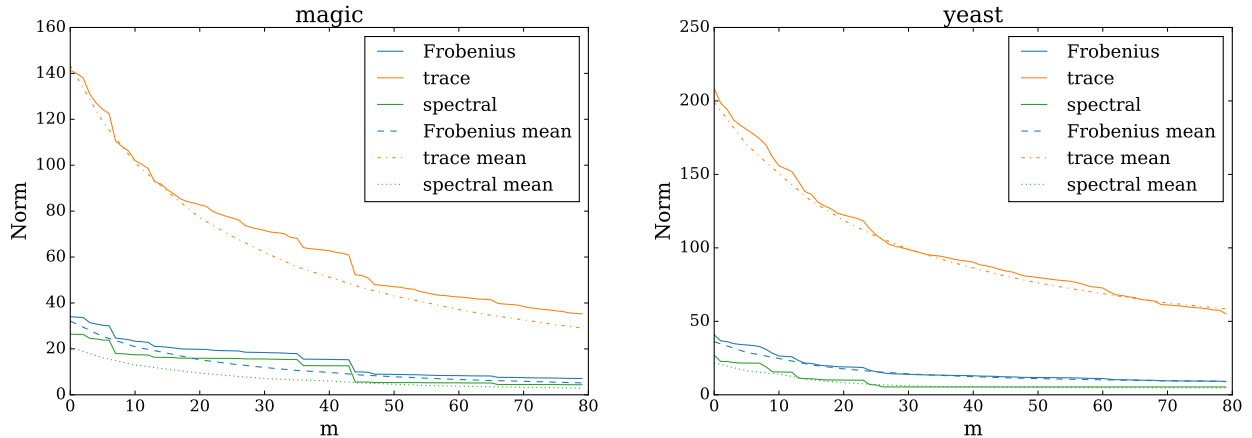 magic
160
140
120
100
80
60
40
20
0
Norm
0 10 20 30 40 50 60 70 80
m
Frobenius
trace
spectral
Frobenius mean
trace mean
spectral mean
yeast
250
200
150
100
50
0
Norm
0 10 20 30 40 50 60 70 80
m
Frobenius
trace
spectral
Frobenius mean
trace mean
spectral mean